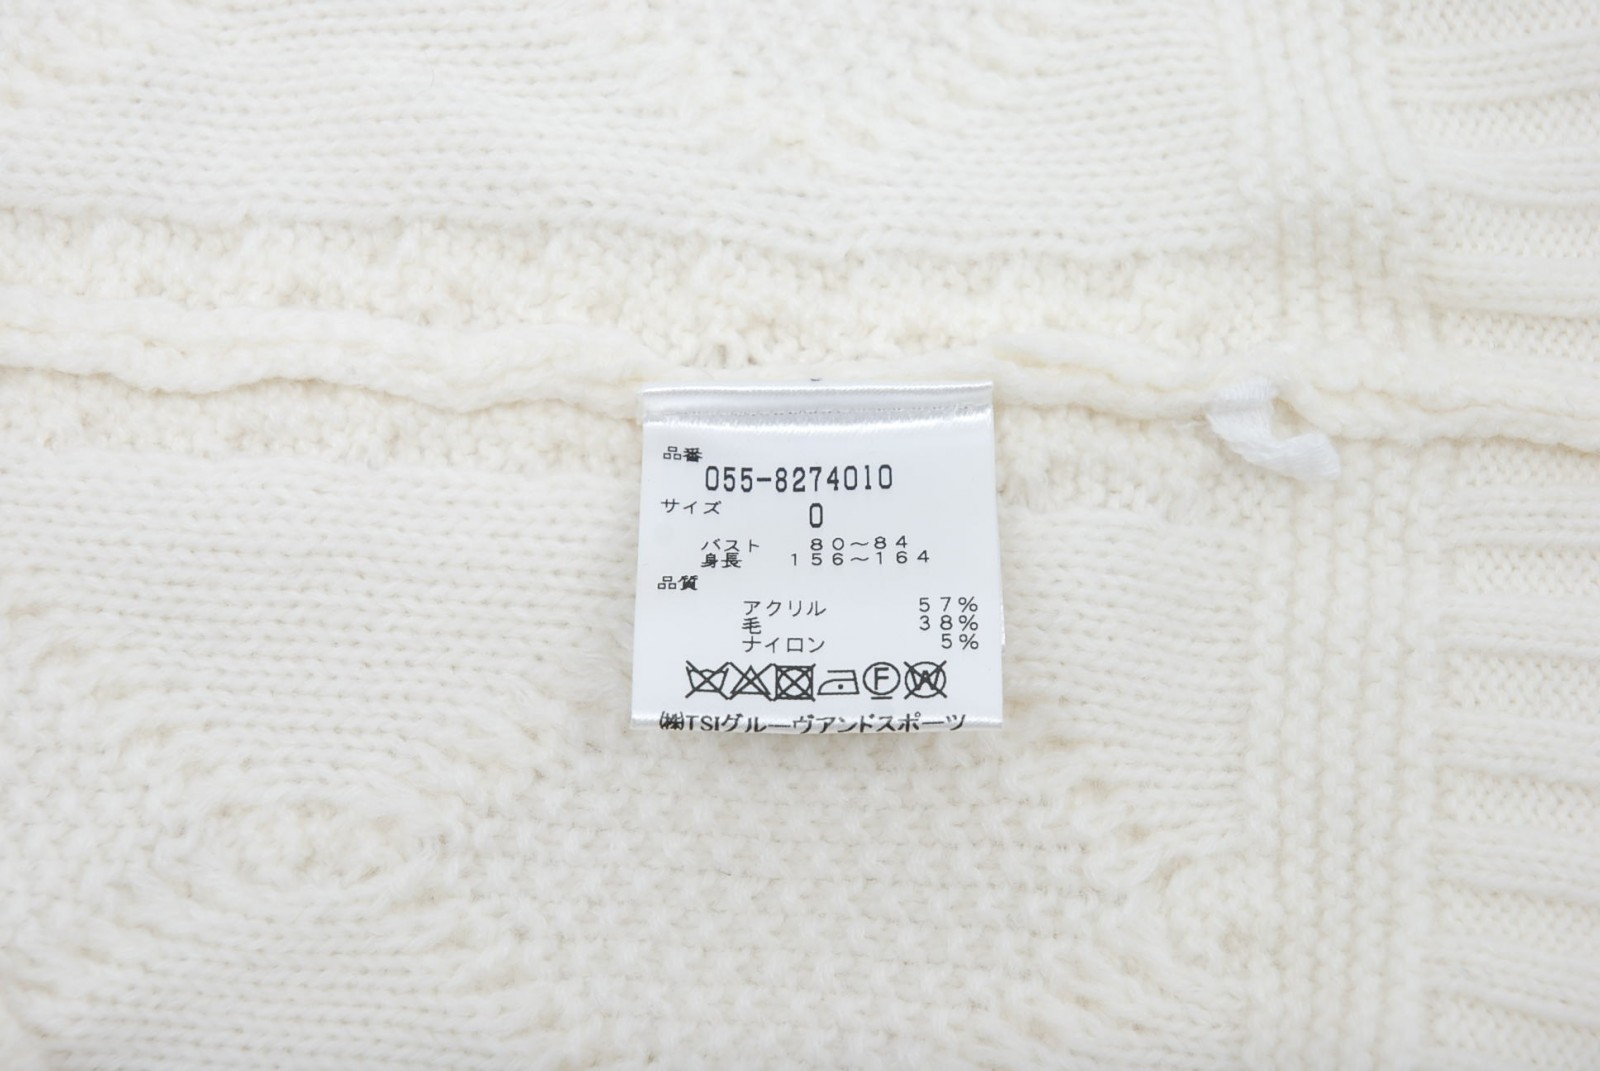 品番
055-8274010
サイズ
0
バスト 80～84
身長 156～164
品質
アクリル 57%
毛 38%
ナイロン 5%
F W
㈱TSIグルーヴアンドスポーツ